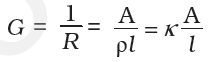 G = 1/R = A/ρl = κ A/l